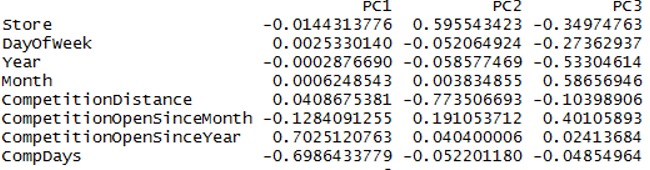 PC1 PC2 PC3
Store -0.0144313776 0.595543423 -0.34974763
DayOfWeek 0.0025330140 -0.052064924 -0.27362937
Year -0.0002876690 -0.058577469 -0.53304614
Month 0.0006248543 0.003834855 0.58656946
CompetitionDistance 0.0408675381 -0.773506693 -0.10398906
CompetitionOpenSinceMonth -0.1284091255 0.191053712 0.40105893
CompetitionOpenSinceYear 0.7025120763 0.040400006 0.02413684
CompDays -0.6986433779 -0.052201180 -0.04854964